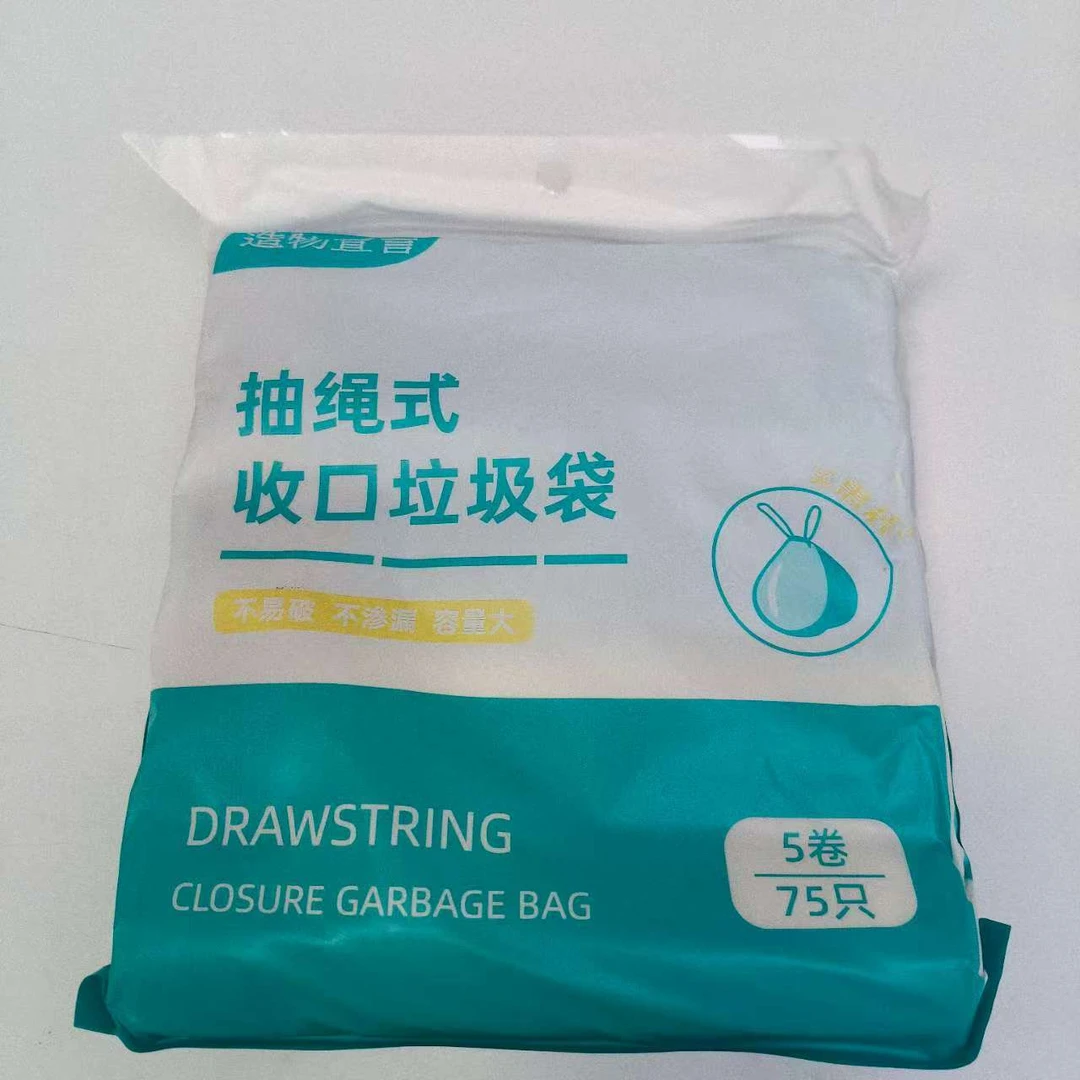 造物宜言
抽绳式
收口垃圾袋
不易破 不渗漏 容量大
DRAWSTRING
CLOSURE GARBAGE BAG
5卷
75只